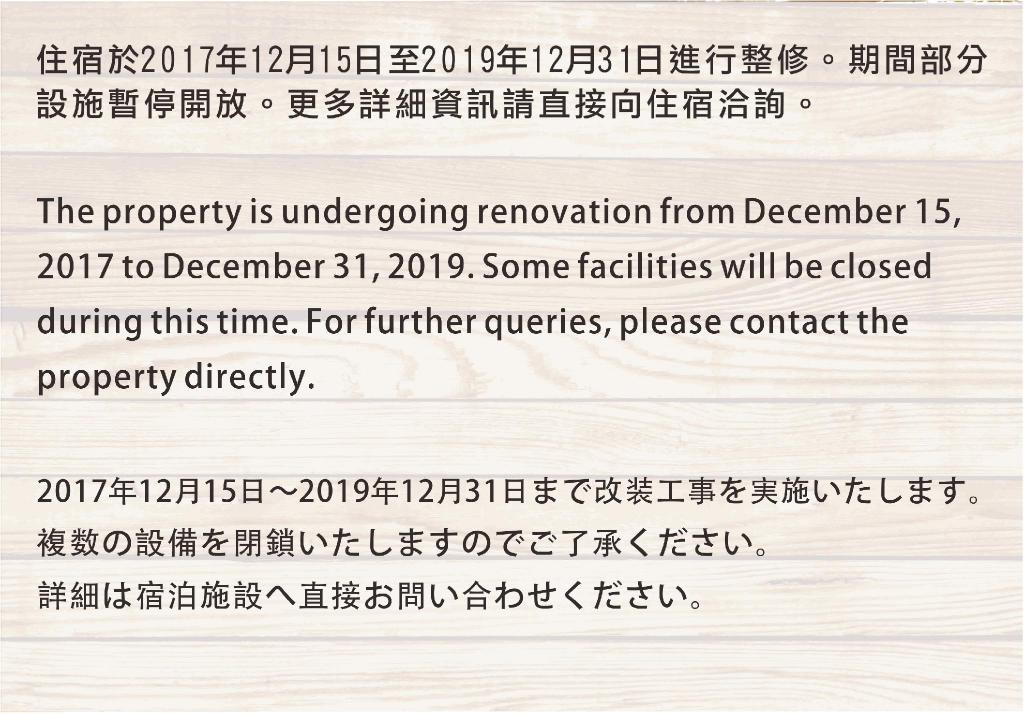 住宿於2017年12月15日至2019年12月31日進行整修。期間部分
設施暫停開放。更多詳細資訊請直接向住宿洽詢。
The property is undergoing renovation from December 15,
2017 to December 31, 2019. Some facilities will be closed
during this time. For further queries, please contact the
property directly.
2017年12月15日～2019年12月31日まで改装工事を実施いたします。
複数の設備を閉鎖いたしますのでご了承ください。
詳細は宿泊施設へ直接お問い合わせください。